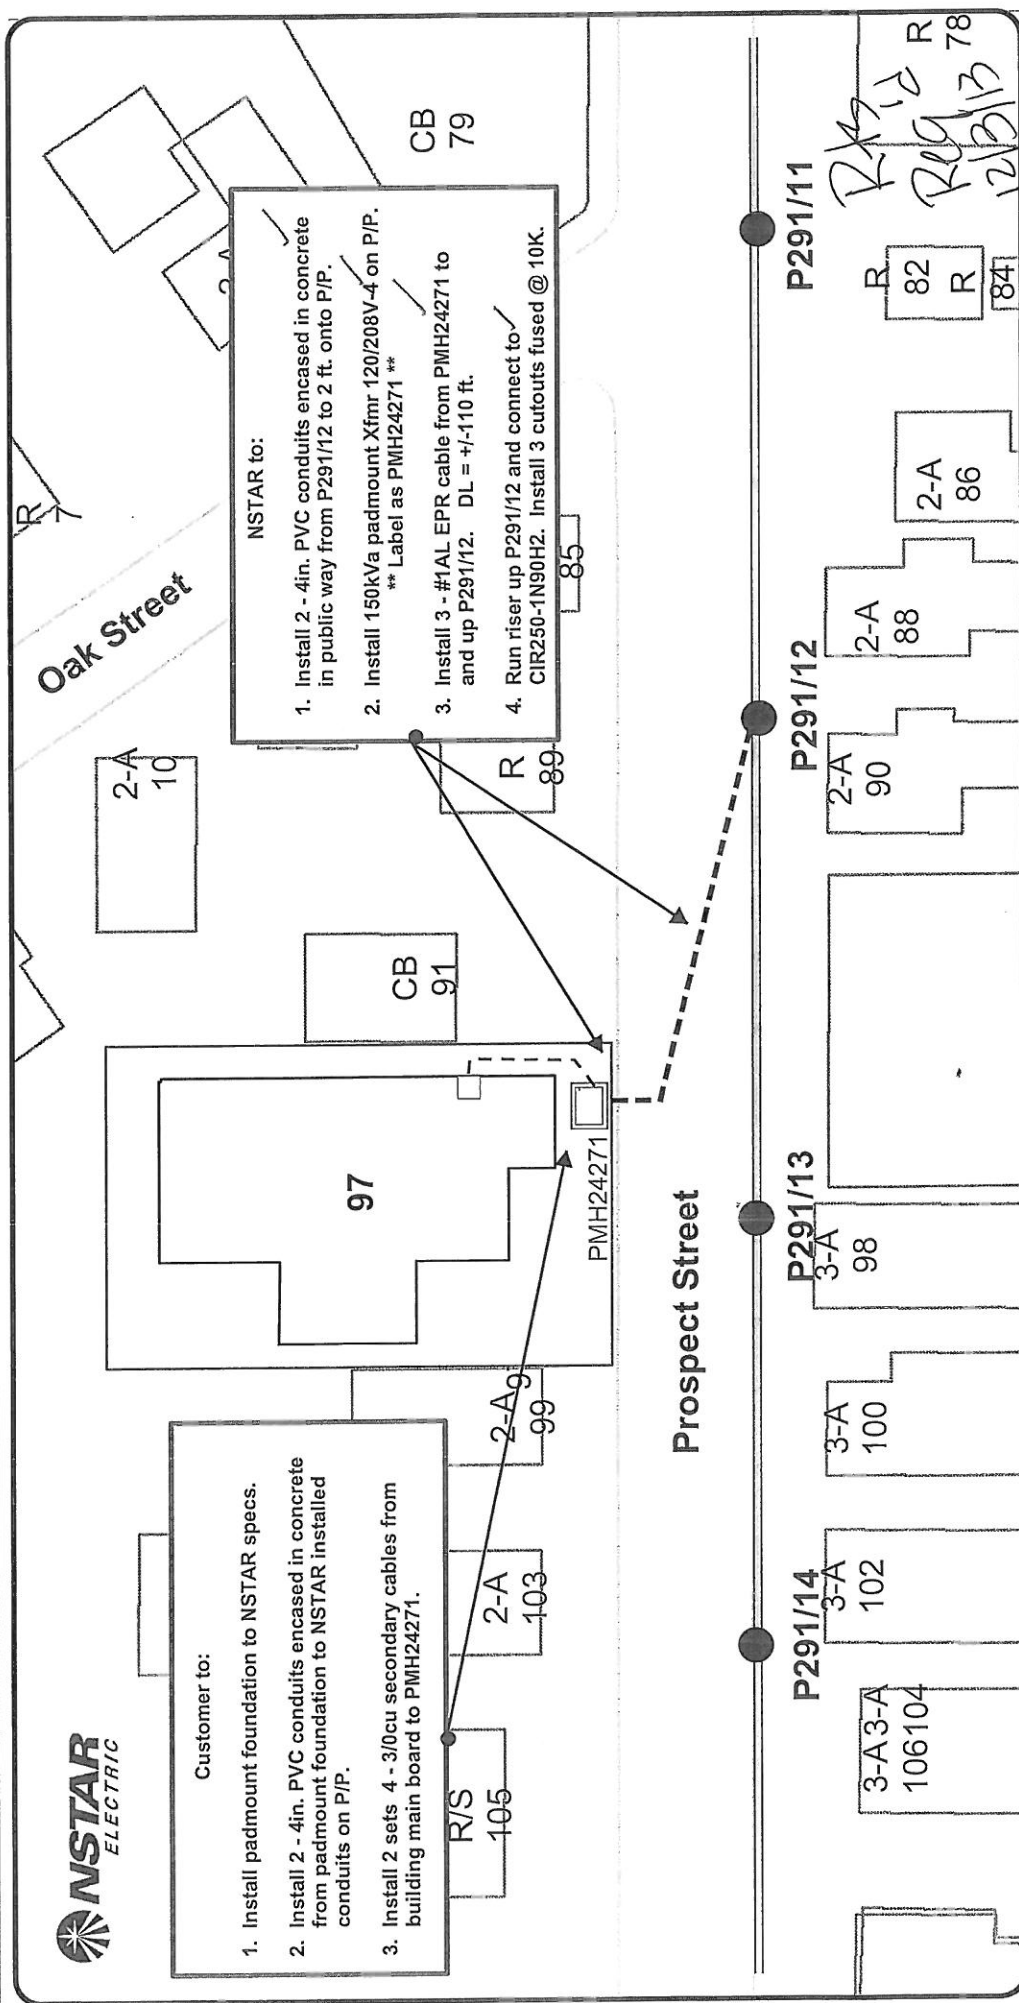 NSTAR
ELECTRIC
Customer to:
1. Install padmount foundation to NSTAR specs.
2. Install 2 - 4in. PVC conduits encased in concrete
from padmount foundation to NSTAR installed
conduits on P/P.
3. Install 2 sets 4 - 3/0cu secondary cables from
building main board to PMH24271.
NSTAR to:
1. Install 2 - 4in. PVC conduits encased in concrete
in public way from P291/12 to 2 ft. onto P/P.
2. Install 150kVa padmount Xfmr 120/208V-4 on P/P.
** Label as PMH24271 **
3. Install 3 - #1AL EPR cable from PMH24271 to
and up P291/12. DL = +/-110 ft.
4. Run riser up P291/12 and connect to
CIR250-1N90H2. Install 3 cutouts fused @ 10K.
Oak Street
R
7
2-A
10
CB
79
R/S
105
2-A
103
2-A
9
99
97
CB
91
R
89
85
PMH24271
Prospect Street
P291/14
P291/13
P291/12
P291/11
3-A 3-A
106 104
3-A
102
3-A
100
3-A
98
2-A
90
2-A
88
2-A
86
R
82
R
84
R
78
12/3/13